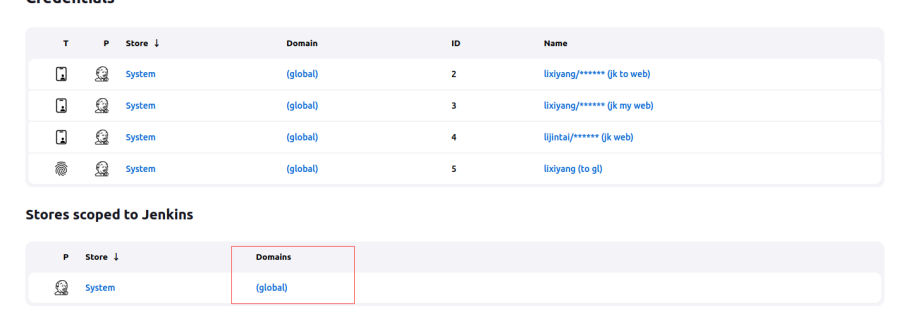 Credentials
T P Store ↓ Domain ID Name
System (global) 2 lixiyang/****** (jk to web)
System (global) 3 lixiyang/****** (jk my web)
System (global) 4 lijintai/****** (jk web)
System (global) 5 lixiyang (to gl)
Stores scoped to Jenkins
P Store ↓ Domains
System (global)